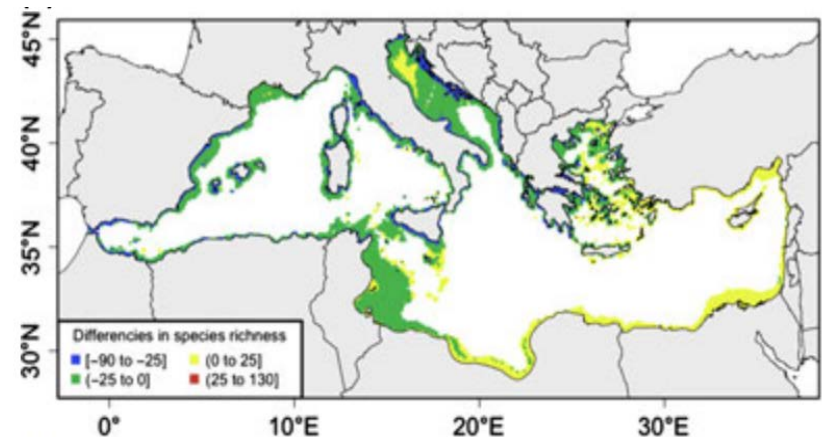 45°N
40°N
35°N
30°N
Differencies in species richness
[−90 to −25] (0 to 25]
(−25 to 0] (25 to 130]
0° 10°E 20°E 30°E